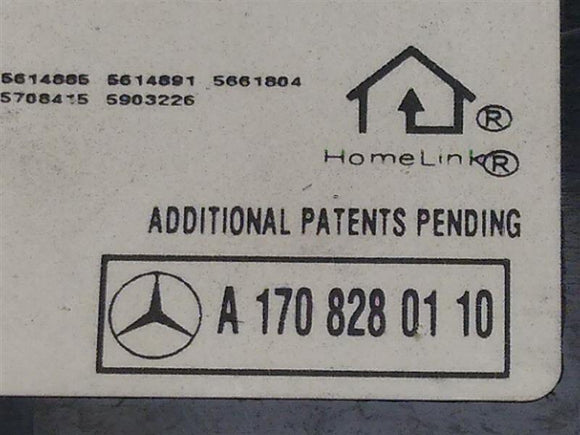 5614885 5614891 5661804
5708415 5903226
®
HomeLink®
ADDITIONAL PATENTS PENDING
A 170 828 01 10